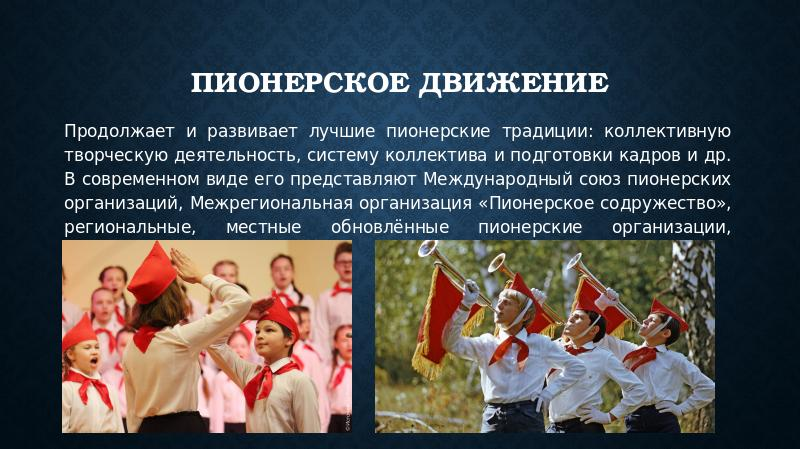 ПИОНЕРСКОЕ ДВИЖЕНИЕ
Продолжает и развивает лучшие пионерские традиции: коллективную
творческую деятельность, систему коллектива и подготовки кадров и др.
В современном виде его представляют Международный союз пионерских
организаций, Межрегиональная организация «Пионерское содружество»,
региональные, местные обновлённые пионерские организации,